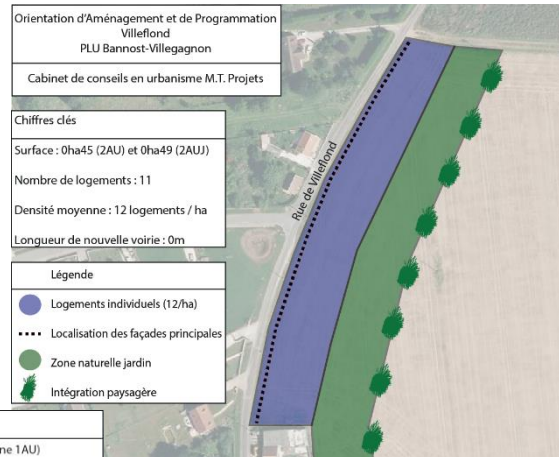 Orientation d'Aménagement et de Programmation
Villeflond
PLU Bannost-Villegagnon
Cabinet de conseils en urbanisme M.T. Projets
Chiffres clés
Surface : 0ha45 (2AU) et 0ha49 (2AUJ)
Nombre de logements : 11
Densité moyenne : 12 logements / ha
Longueur de nouvelle voirie : 0m
Légende
Logements individuels (12/ha)
Localisation des façades principales
Zone naturelle jardin
Intégration paysagère
Rue de Villeflond
ne 1AU)